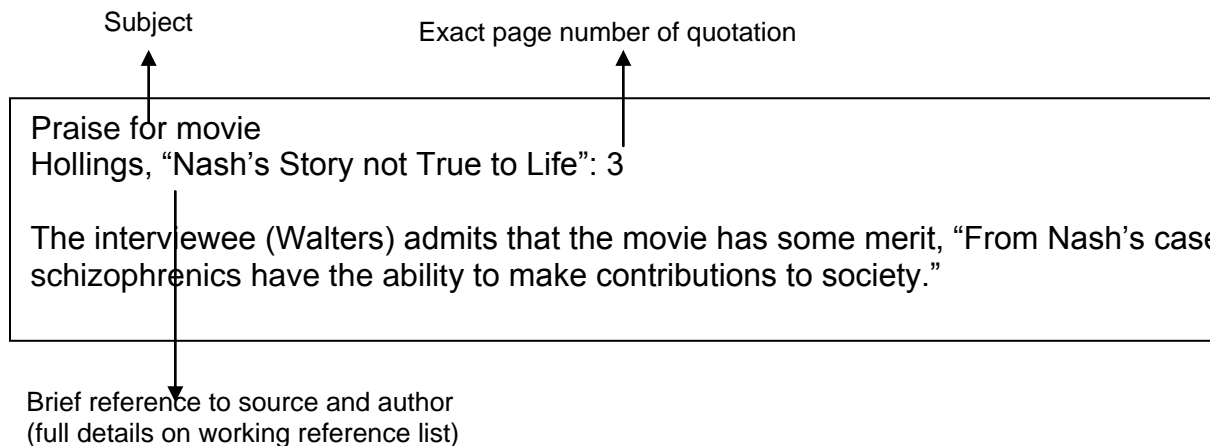 Subject
Exact page number of quotation
Praise for movie
Hollings, “Nash’s Story not True to Life”: 3
The interviewee (Walters) admits that the movie has some merit, “From Nash’s case
schizophrenics have the ability to make contributions to society.”
Brief reference to source and author
(full details on working reference list)